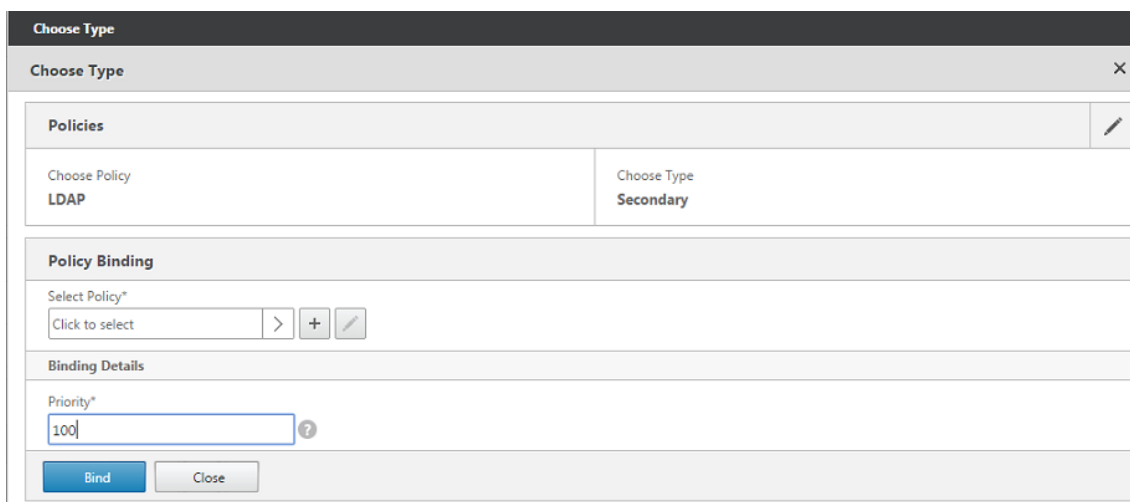 Choose Type
Choose Type
Policies
Choose Policy
LDAP
Choose Type
Secondary
Policy Binding
Select Policy*
Click to select
Binding Details
Priority*
100
Bind
Close